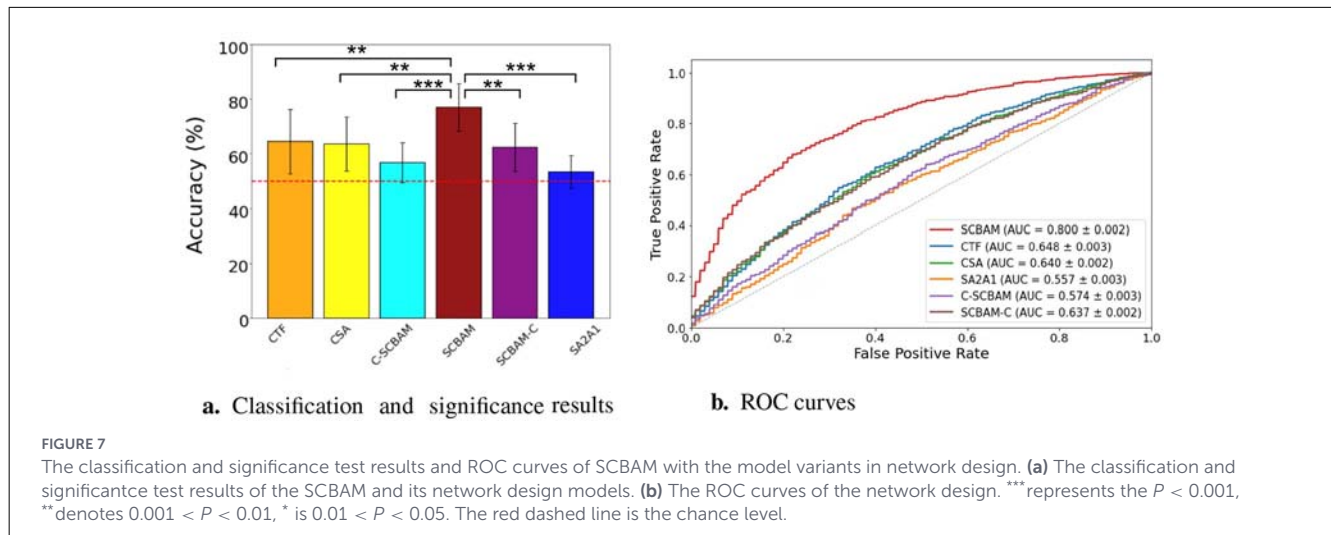 100
80
60
40
20
0
Accuracy (%)
**
**
***
***
**
CTF
CSA
C-SCBAM
SCBAM
SCBAM-C
SA2A1
a. Classification and significance results
1.0
0.8
0.6
0.4
0.2
0.0
True Positive Rate
SCBAM (AUC = 0.800 ± 0.002)
CTF (AUC = 0.648 ± 0.003)
CSA (AUC = 0.640 ± 0.002)
SA2A1 (AUC = 0.557 ± 0.003)
C-SCBAM (AUC = 0.574 ± 0.003)
SCBAM-C (AUC = 0.637 ± 0.002)
0.0 0.2 0.4 0.6 0.8 1.0
False Positive Rate
b. ROC curves
FIGURE 7
The classification and significance test results and ROC curves of SCBAM with the model variants in network design. (a) The classification and
significantce test results of the SCBAM and its network design models. (b) The ROC curves of the network design. ***represents the P < 0.001,
**denotes 0.001 < P < 0.01, * is 0.01 < P < 0.05. The red dashed line is the chance level.